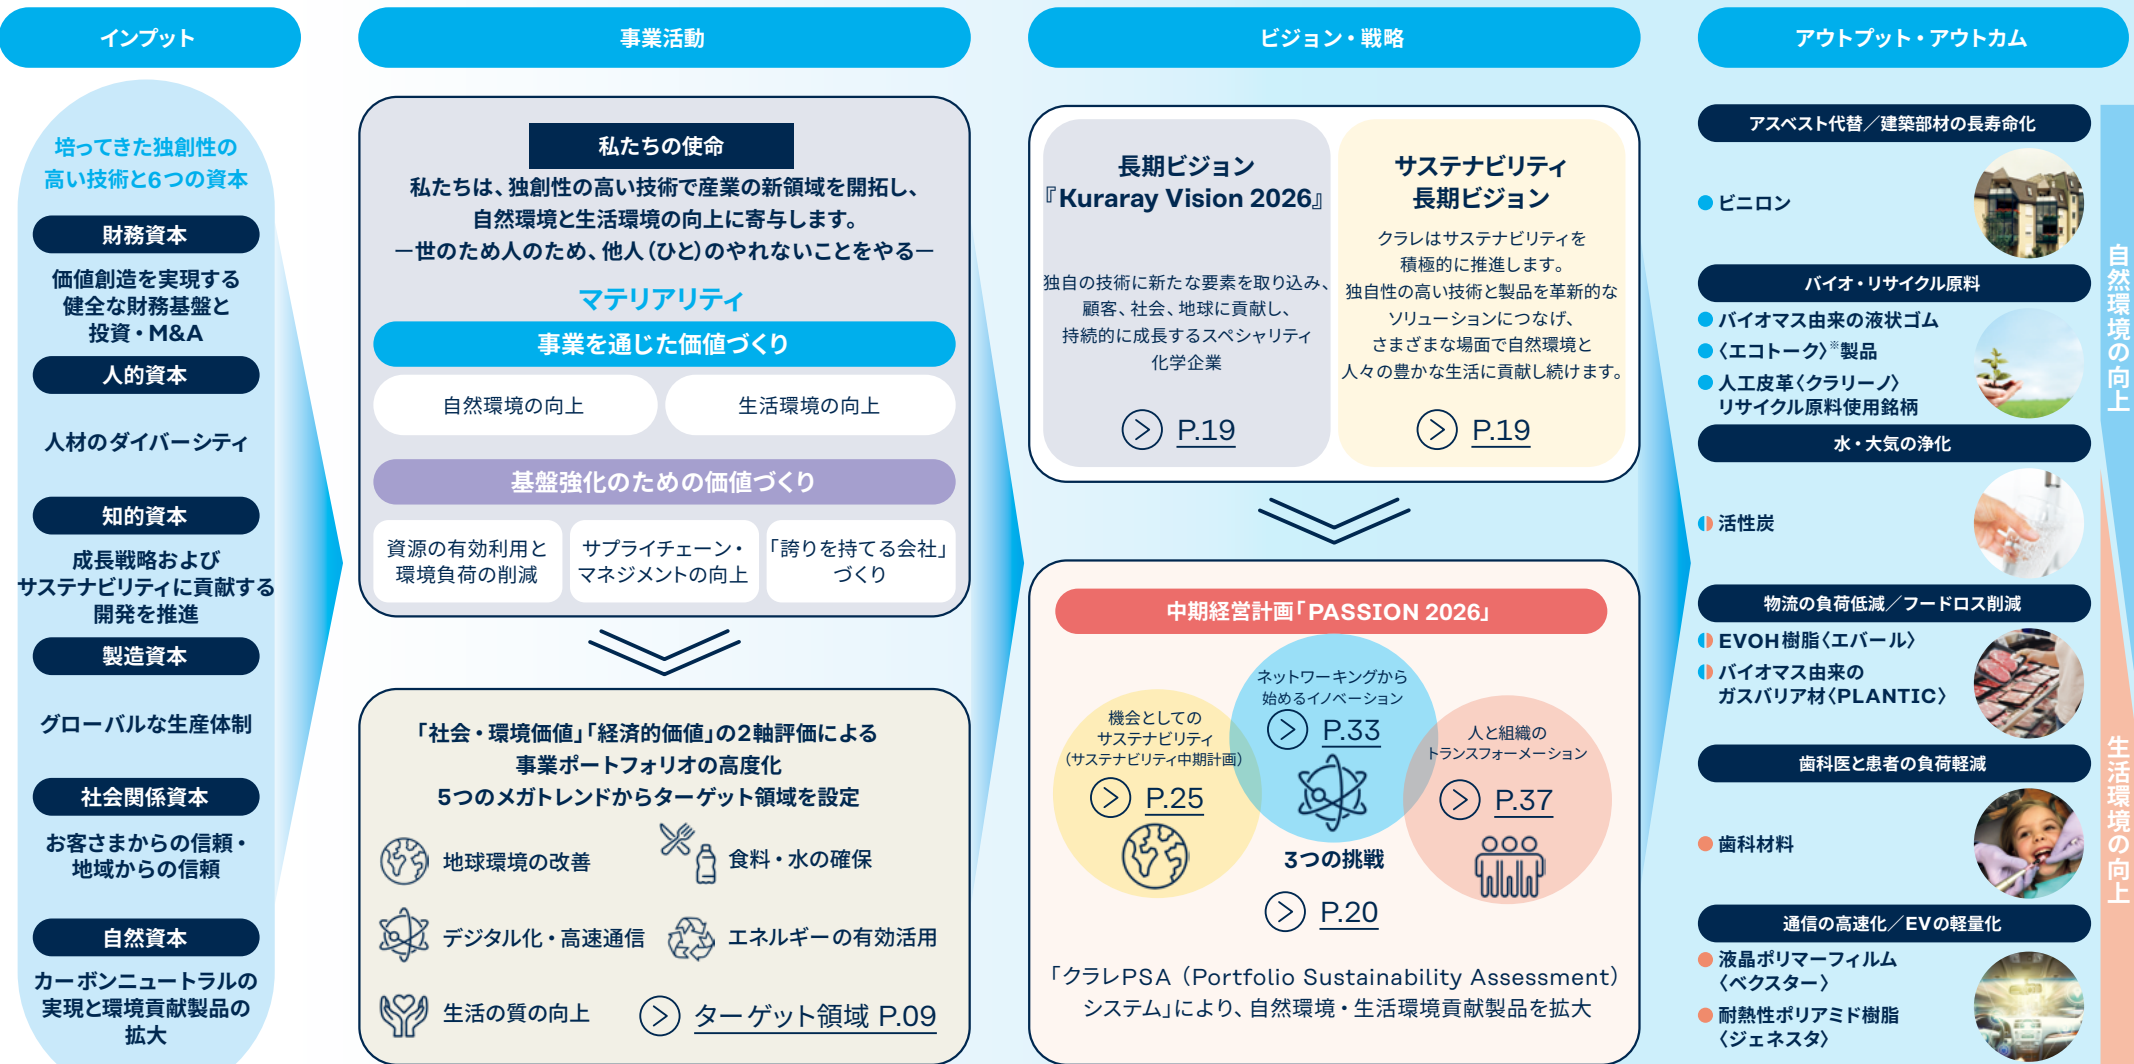 インプット
培ってきた独創性の
高い技術と6つの資本
財務資本
価値創造を実現する
健全な財務基盤と
投資・M&A
人的資本
人材のダイバーシティ
知的資本
成長戦略および
サステナビリティに貢献する
開発を推進
製造資本
グローバルな生産体制
社会関係資本
お客さまからの信頼・
地域からの信頼
自然資本
カーボンニュートラルの
実現と環境貢献製品の
拡大
事業活動
私たちの使命
私たちは、独創性の高い技術で産業の新領域を開拓し、
自然環境と生活環境の向上に寄与します。
―世のため人のため、他人(ひと)のやれないことをやる―
マテリアリティ
事業を通じた価値づくり
自然環境の向上
生活環境の向上
基盤強化のための価値づくり
資源の有効利用と
環境負荷の削減
サプライチェーン・
マネジメントの向上
「誇りを持てる会社」
づくり
「社会・環境価値」「経済的価値」の2軸評価による
事業ポートフォリオの高度化
5つのメガトレンドからターゲット領域を設定
地球環境の改善
食料・水の確保
デジタル化・高速通信
エネルギーの有効活用
生活の質の向上
ターゲット領域 P.09
ビジョン・戦略
長期ビジョン
『Kuraray Vision 2026』
独自の技術に新たな要素を取り込み、
顧客、社会、地球に貢献し、
持続的に成長するスペシャリティ
化学企業
P.19
サステナビリティ
長期ビジョン
クラレはサステナビリティを
積極的に推進します。
独自性の高い技術と製品を革新的な
ソリューションにつなげ、
さまざまな場面で自然環境と
人々の豊かな生活に貢献し続けます。
P.19
中期経営計画「PASSION 2026」
機会としての
サステナビリティ
(サステナビリティ中期計画)
P.25
ネットワーキングから
始めるイノベーション
P.33
人と組織の
トランスフォーメーション
P.37
3つの挑戦
P.20
「クラレPSA(Portfolio Sustainability Assessment)
システム」により、自然環境・生活環境貢献製品を拡大
アウトプット・アウトカム
アスベスト代替/建築部材の長寿命化
ビニロン
バイオ・リサイクル原料
バイオマス由来の液状ゴム
〈エコトーク〉※製品
人工皮革〈クラリーノ〉
リサイクル原料使用銘柄
水・大気の浄化
活性炭
物流の負荷低減/フードロス削減
EVOH樹脂〈エバール〉
バイオマス由来の
ガスバリア材〈PLANTIC〉
歯科医と患者の負荷軽減
歯科材料
通信の高速化/EVの軽量化
液晶ポリマーフィルム
〈ベクスター〉
耐熱性ポリアミド樹脂
〈ジェネスタ〉
自然環境の向上
生活環境の向上